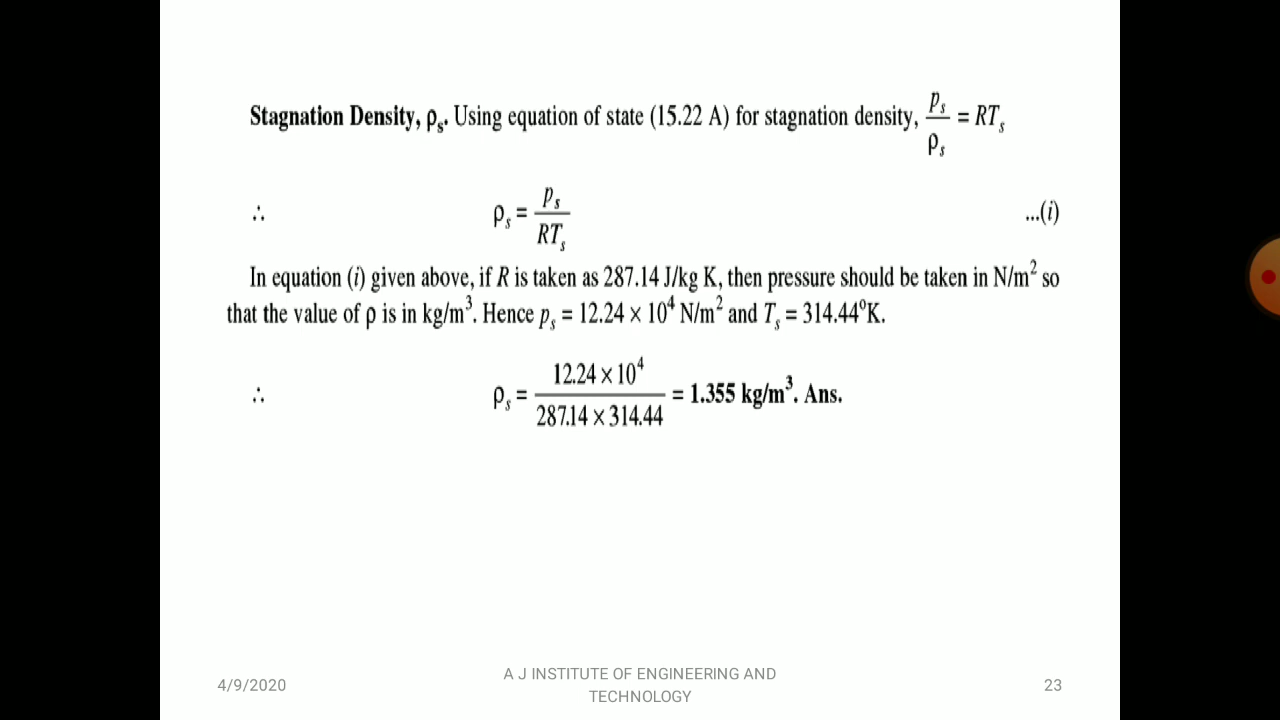 Stagnation Density, ρₛ. Using equation of state (15.22 A) for stagnation density, pₛ/ρₛ = RTₛ
∴ ρₛ = pₛ/RTₛ ...(i)
In equation (i) given above, if R is taken as 287.14 J/kg K, then pressure should be taken in N/m² so
that the value of ρ is in kg/m³. Hence pₛ = 12.24 × 10⁴ N/m² and Tₛ = 314.44°K.
∴ ρₛ = 12.24 × 10⁴/287.14 × 314.44 = 1.355 kg/m³. Ans.
4/9/2020
A J INSTITUTE OF ENGINEERING AND
TECHNOLOGY
23